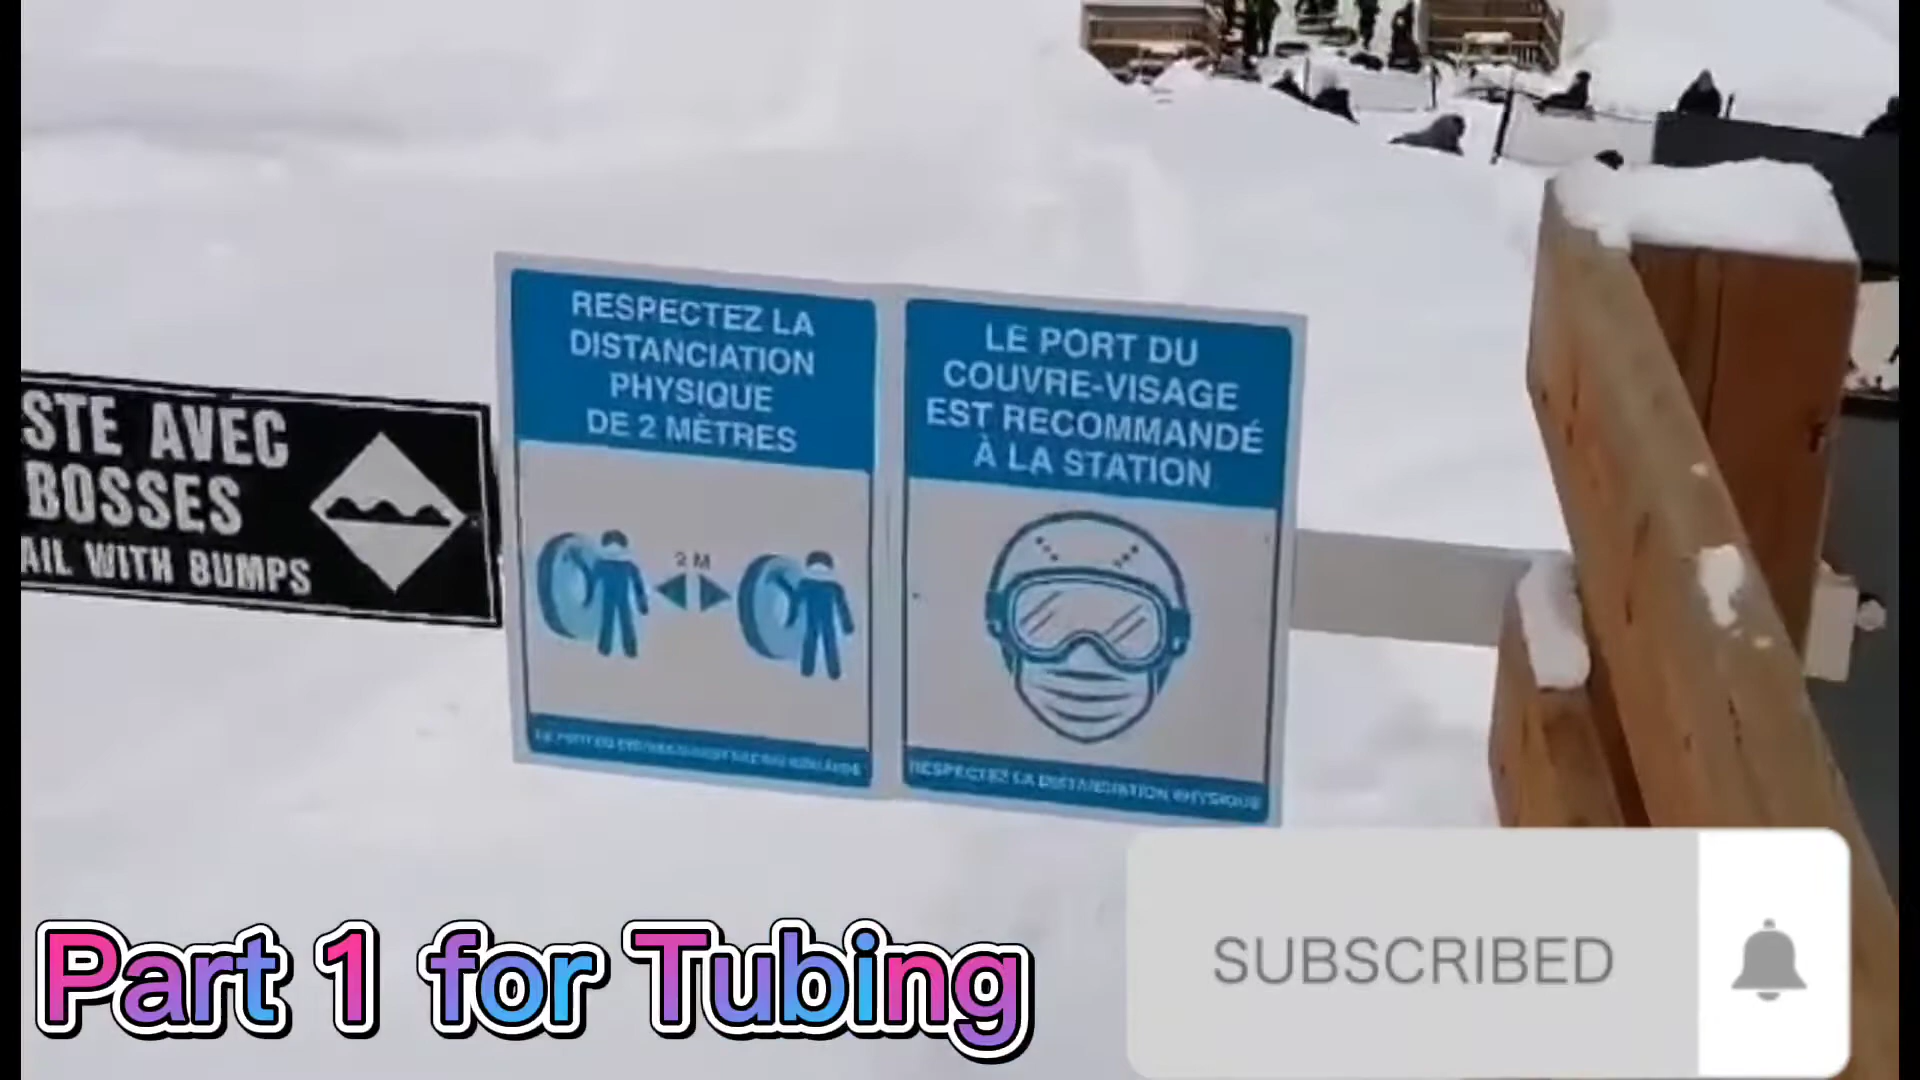 STE AVEC
BOSSES
AIL WITH BUMPS
RESPECTEZ LA
DISTANCIATION
PHYSIQUE
DE 2 MÈTRES
2 M
LE PORT DU
COUVRE-VISAGE
EST RECOMMANDÉ
À LA STATION
RESPECTEZ LA DISTANCIATION PHYSIQUE
Part 1 for Tubing
SUBSCRIBED